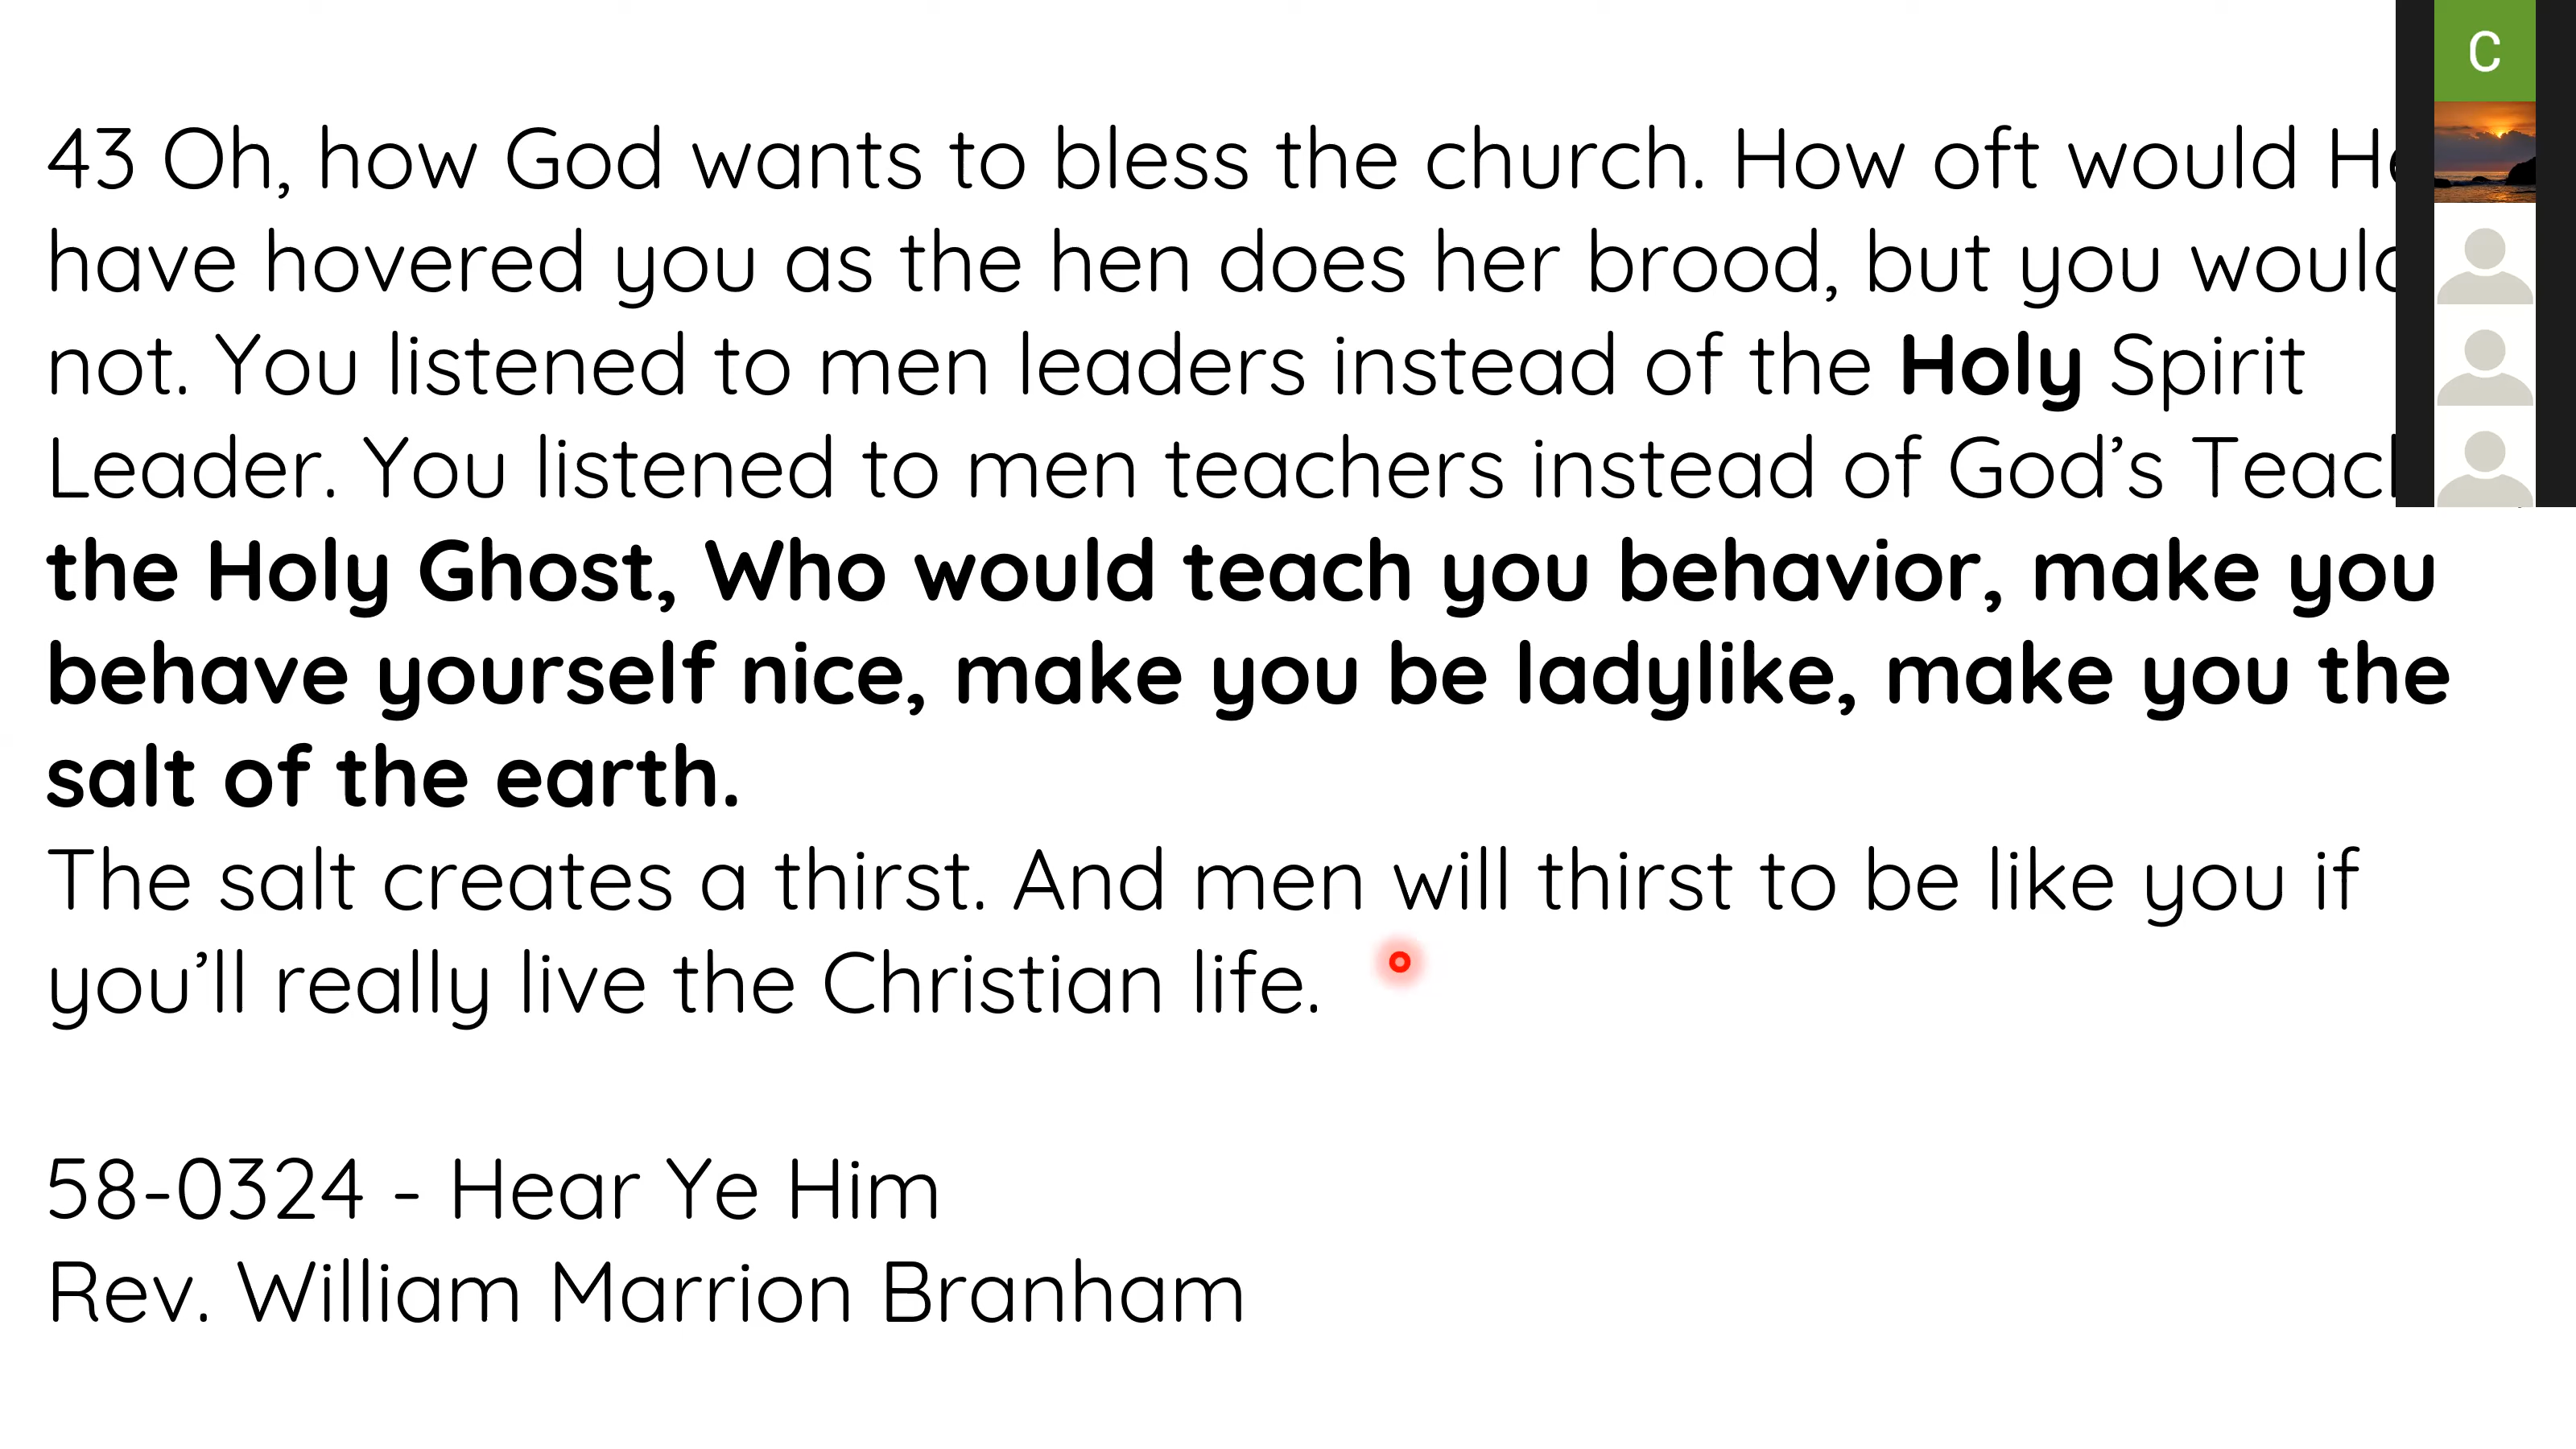 C
43 Oh, how God wants to bless the church. How oft would He
have hovered you as the hen does her brood, but you would
not. You listened to men leaders instead of the Holy Spirit
Leader. You listened to men teachers instead of God's
the Holy Ghost, Who would teach you behavior, make you
behave yourself nice, make you be ladylike, make you the
salt of the earth.
The salt creates a thirst. And men will thirst to be like you if
you'll really live the Christian life.
58-0324 - Hear Ye Him
Rev. William Marrion Branham